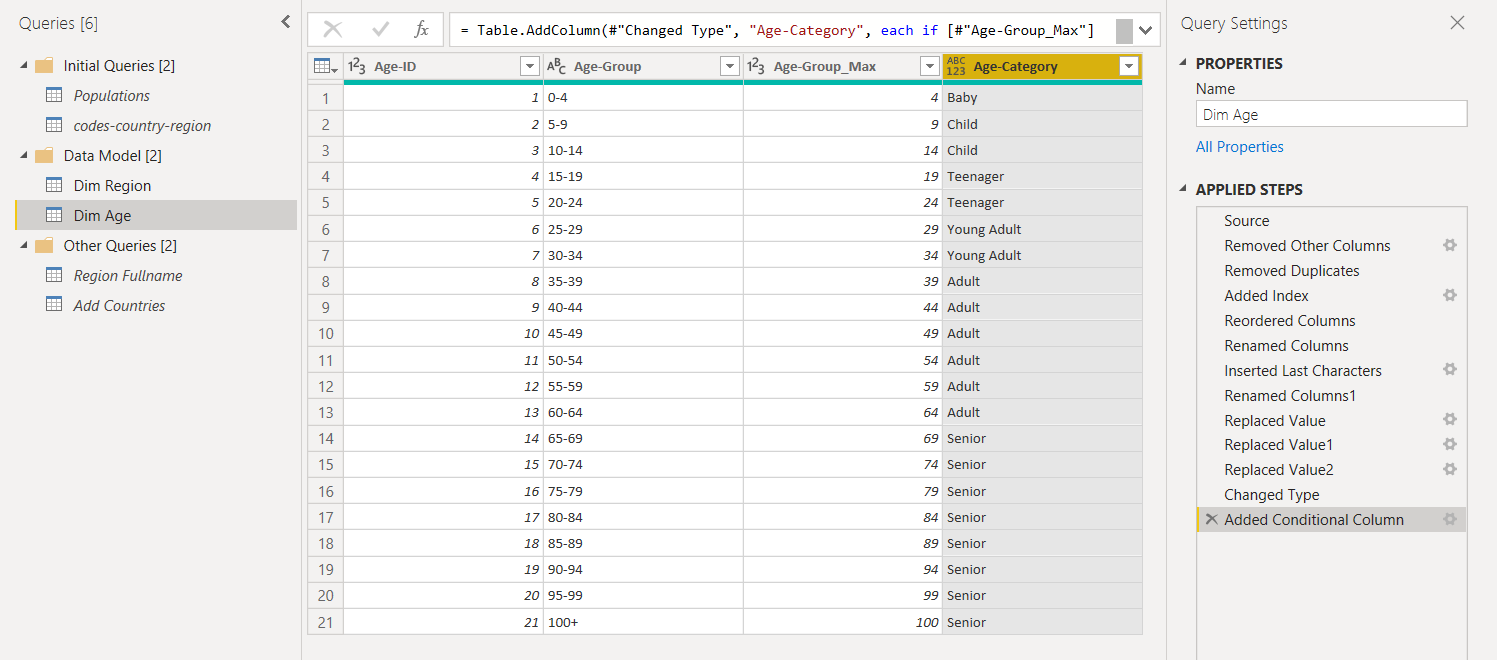 Queries [6]
Initial Queries [2]
Populations
codes-country-region
Data Model [2]
Dim Region
Dim Age
Other Queries [2]
Region Fullname
Add Countries
fx
= Table.AddColumn(#"Changed Type", "Age-Category", each if [#"Age-Group_Max"]
1²3 Age-ID ABC Age-Group 1²3 Age-Group_Max ABC 123 Age-Category
1 1 0-4 4 Baby
2 2 5-9 9 Child
3 3 10-14 14 Child
4 4 15-19 19 Teenager
5 5 20-24 24 Teenager
6 6 25-29 29 Young Adult
7 7 30-34 34 Young Adult
8 8 35-39 39 Adult
9 9 40-44 44 Adult
10 10 45-49 49 Adult
11 11 50-54 54 Adult
12 12 55-59 59 Adult
13 13 60-64 64 Adult
14 14 65-69 69 Senior
15 15 70-74 74 Senior
16 16 75-79 79 Senior
17 17 80-84 84 Senior
18 18 85-89 89 Senior
19 19 90-94 94 Senior
20 20 95-99 99 Senior
21 21 100+ 100 Senior
Query Settings
PROPERTIES
Name
Dim Age
All Properties
APPLIED STEPS
Source
Removed Other Columns
Removed Duplicates
Added Index
Reordered Columns
Renamed Columns
Inserted Last Characters
Renamed Columns1
Replaced Value
Replaced Value1
Replaced Value2
Changed Type
Added Conditional Column